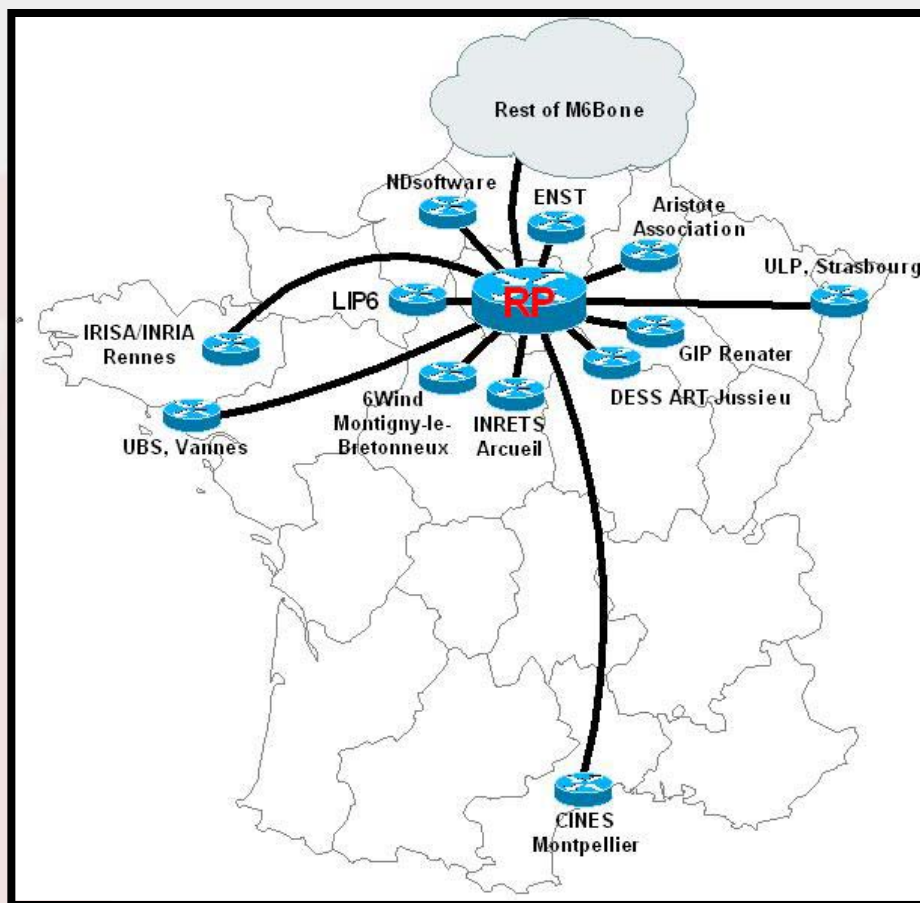 Rest of M6Bone
NDsoftware
ENST
Aristote
Association
ULP, Strasbourg
LIP6
RP
IRISA/INRIA
Rennes
GIP Renater
6Wind
Montigny-le-
Bretonneux
INRETS
Arcueil
DESS ART Jussieu
UBS, Vannes
CINES
Montpellier